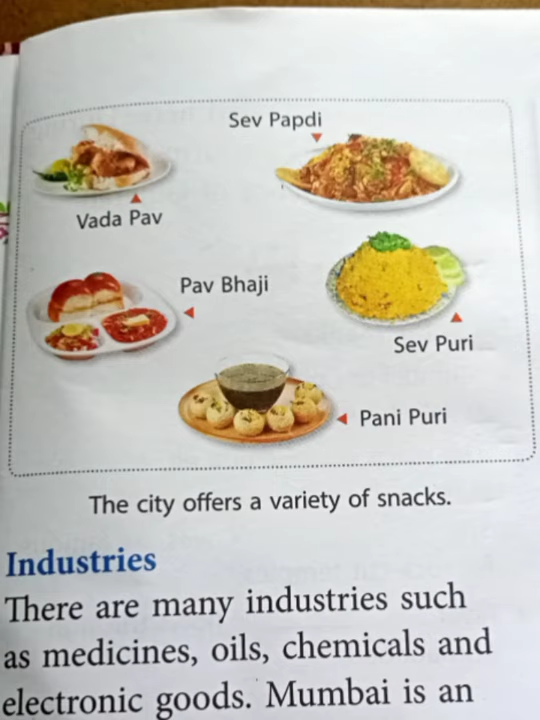 Sev Papdi
Vada Pav
Pav Bhaji
Sev Puri
Pani Puri
The city offers a variety of snacks.
Industries
There are many industries such
as medicines, oils, chemicals and
electronic goods. Mumbai is an